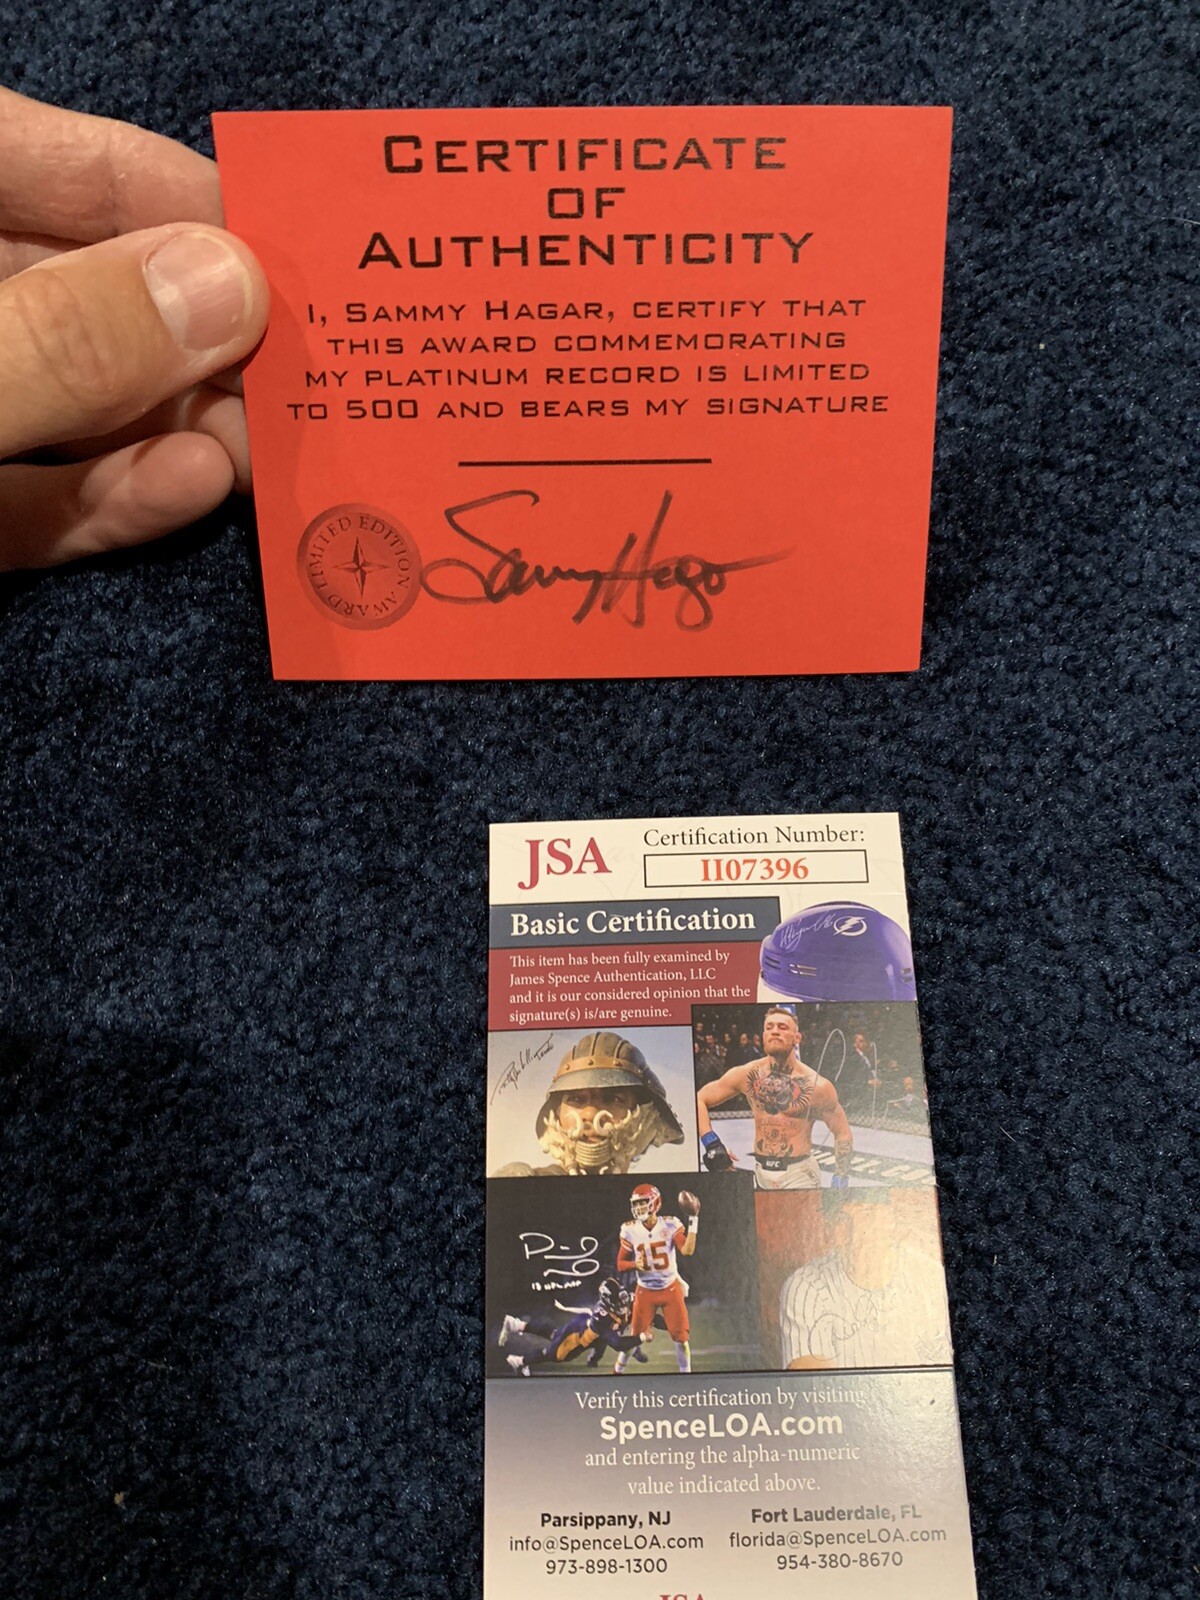 CERTIFICATE
OF
AUTHENTICITY
I, SAMMY HAGAR, CERTIFY THAT
THIS AWARD COMMEMORATING
MY PLATINUM RECORD IS LIMITED
TO 500 AND BEARS MY SIGNATURE
LIMITED EDITION AWARD
Sammy Hagar
JSA
Certification Number:
II07396
Basic Certification
This item has been fully examined by
James Spence Authentication, LLC
and it is our considered opinion that the
signature(s) is/are genuine.
UFC
15
Verify this certification by visiting
SpenceLOA.com
and entering the alpha-numeric
value indicated above.
Parsippany, NJ
info@SpenceLOA.com
973-898-1300
Fort Lauderdale, FL
florida@SpenceLOA.com
954-380-8670
JSA